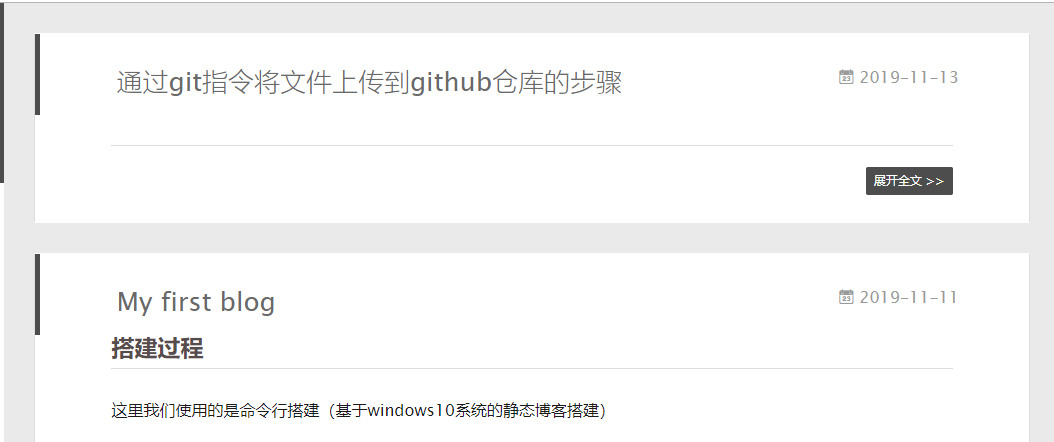 通过git指令将文件上传到github仓库的步骤
2019-11-13
展开全文 >>
My first blog
2019-11-11
搭建过程
这里我们使用的是命令行搭建（基于windows10系统的静态博客搭建）